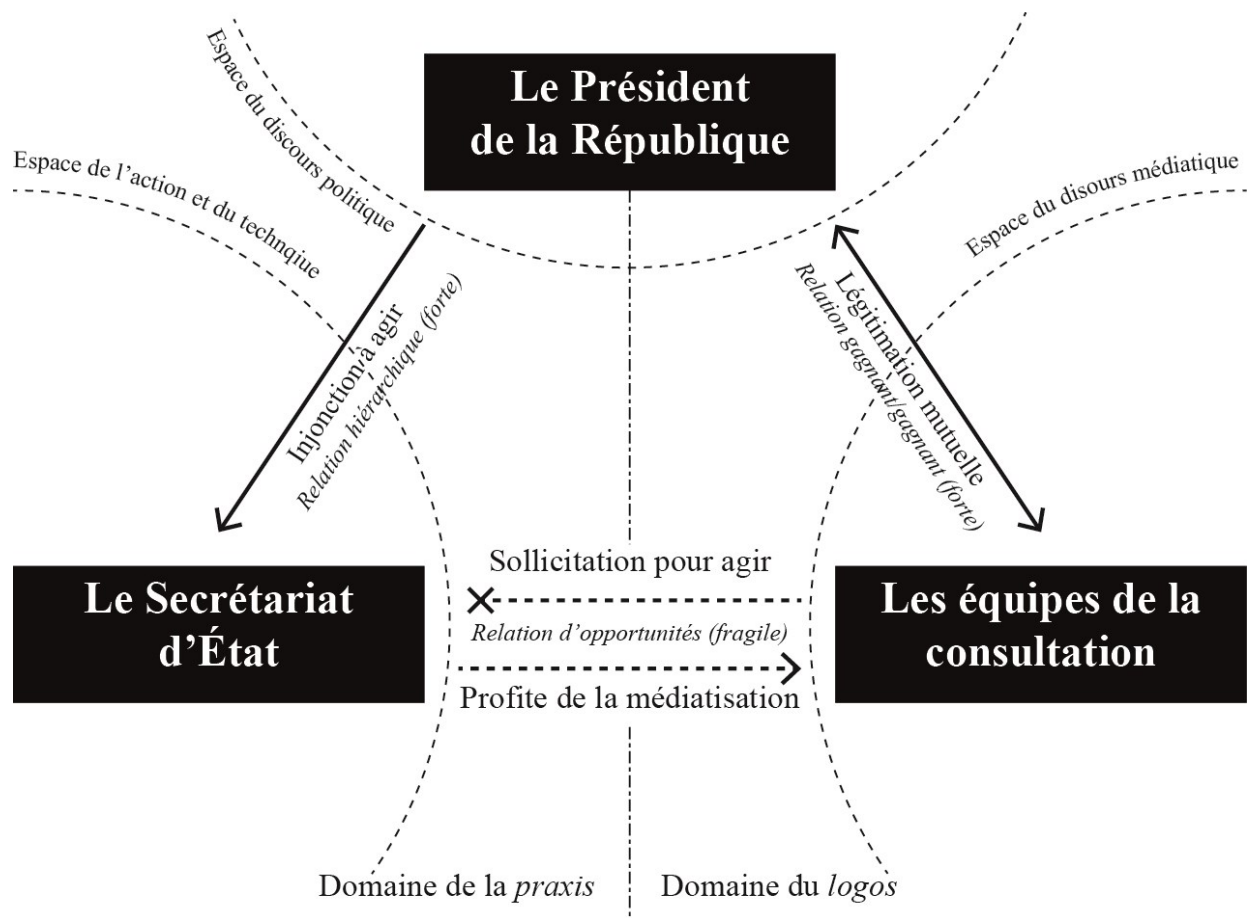 Le Président
de la République
Espace du discours politique
Espace de l'action et du technqiue
Espace du disours médiatique
Injonction à agir
Relation hiérarchique (forte)
Légitimation mutuelle
Relation gagnant/gagnant (forte)
Le Secrétariat
d'État
Sollicitation pour agir
Relation d'opportunités (fragile)
Profite de la médiatisation
Les équipes de la
consultation
Domaine de la praxis
Domaine du logos